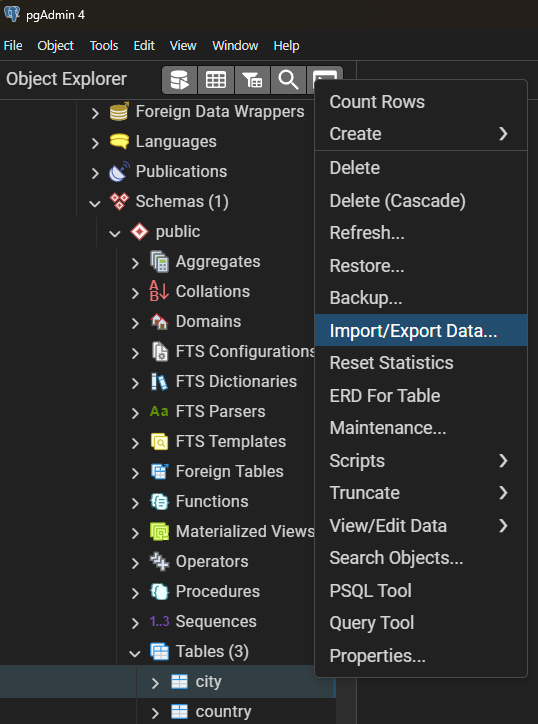 pgAdmin 4
File Object Tools Edit View Window Help
Object Explorer
Foreign Data Wrappers
Languages
Publications
Schemas (1)
public
Aggregates
Collations
Domains
FTS Configurations
FTS Dictionaries
Aa FTS Parsers
FTS Templates
Foreign Tables
Functions
Materialized Views
Operators
Procedures
1..3 Sequences
Tables (3)
city
country
Count Rows
Create
Delete
Delete (Cascade)
Refresh...
Restore...
Backup...
Import/Export Data...
Reset Statistics
ERD For Table
Maintenance...
Scripts
Truncate
View/Edit Data
Search Objects...
PSQL Tool
Query Tool
Properties...